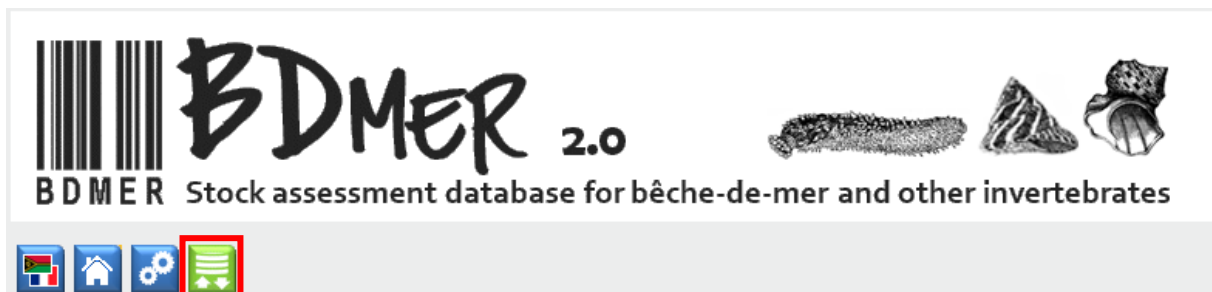 BDMER 2.0
BDMER Stock assessment database for bêche-de-mer and other invertebrates